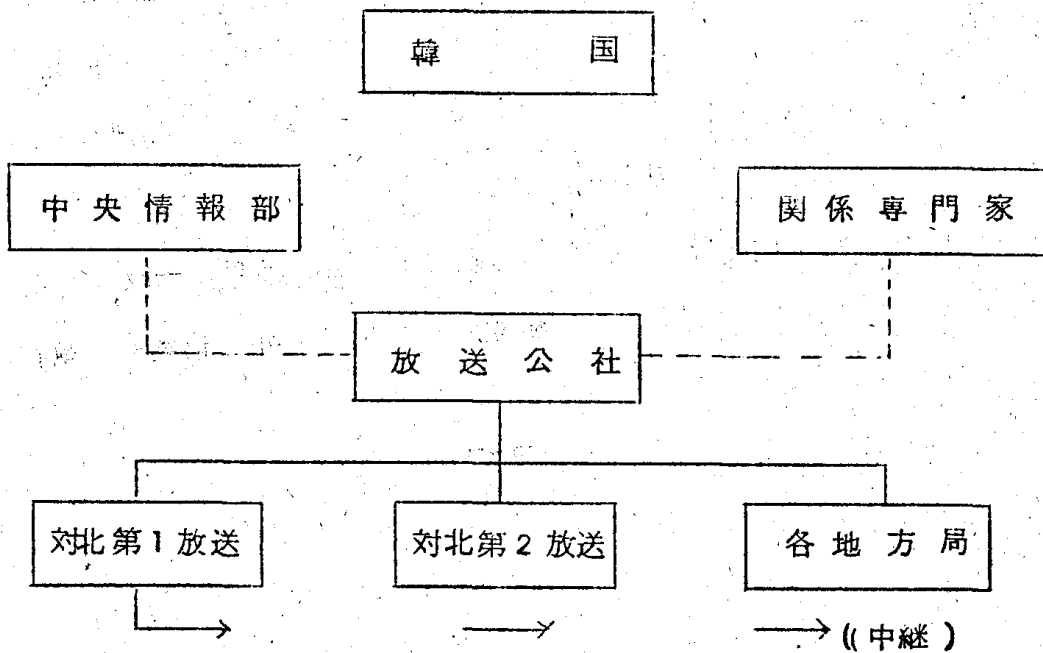 韓国
中央情報部
関係専門家
放送公社
対北第1放送
対北第2放送
各地方局
((中継)